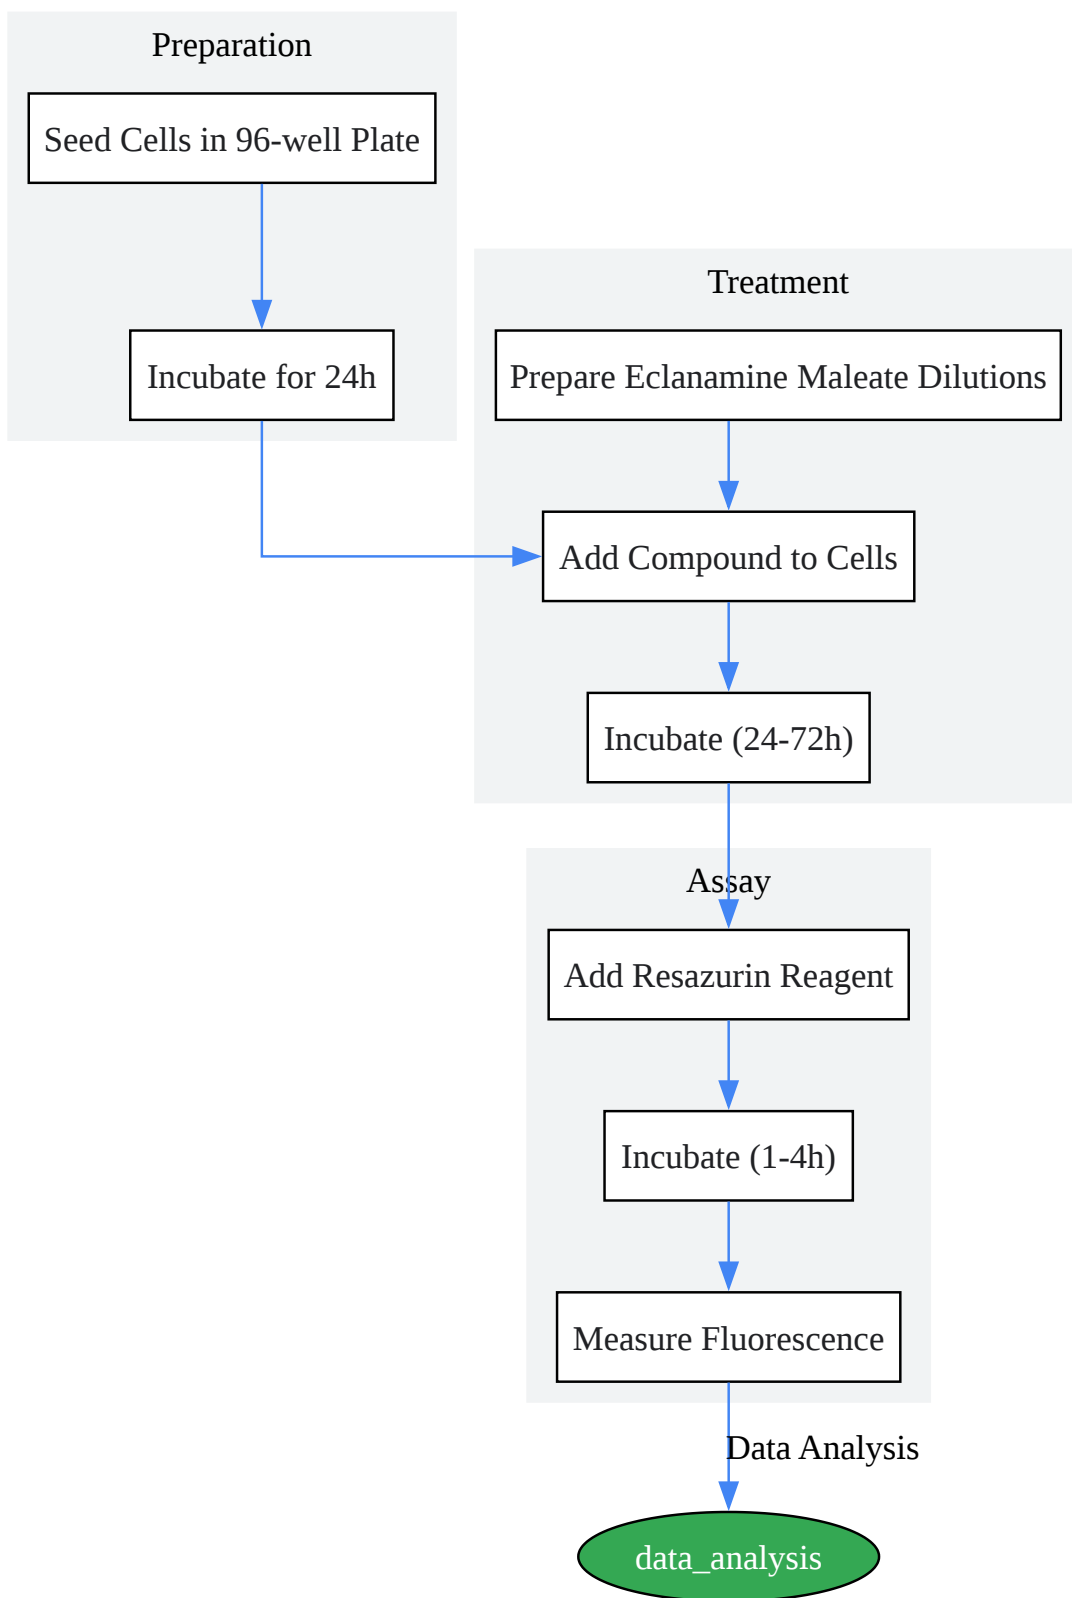 Preparation
Seed Cells in 96-well Plate
Incubate for 24h
Treatment
Prepare Eclanamine Maleate Dilutions
Add Compound to Cells
Incubate (24-72h)
Assay
Add Resazurin Reagent
Incubate (1-4h)
Measure Fluorescence
Data Analysis
data_analysis